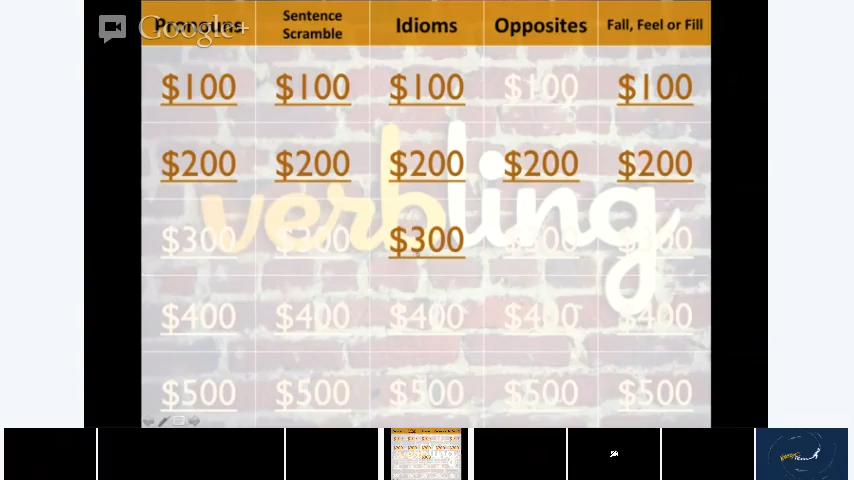 Google+
Pronouns
Sentence
Scramble
Idioms
Opposites
Fall, Feel or Fill
$100 $100 $100 $100 $100
$200 $200 $200 $200 $200
verbling
$300 $300 $300 $300 $300
$400 $400 $400 $400 $400
$500 $500 $500 $500 $500